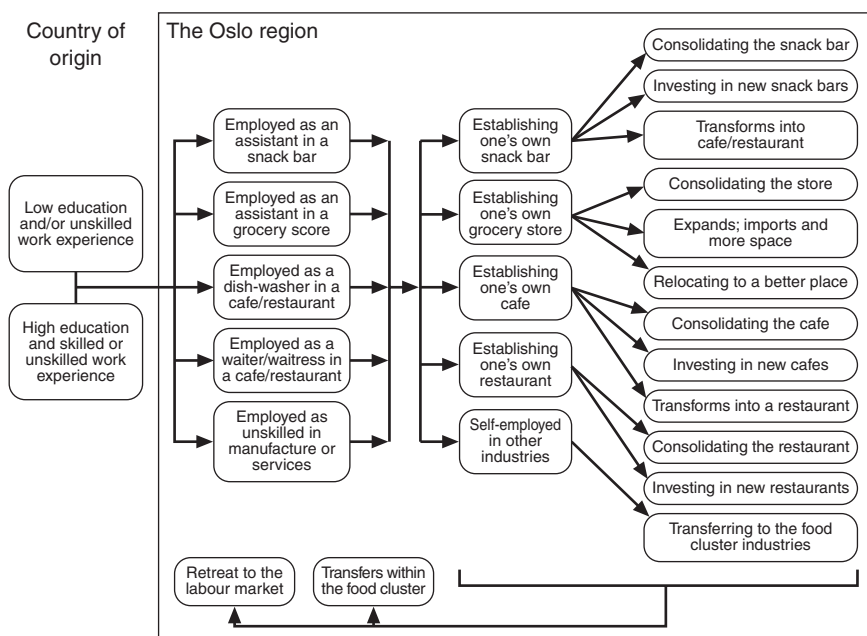 Country of
origin
The Oslo region
Low education
and/or unskilled
work experience
High education
and skilled or
unskilled work
experience
Employed as an
assistant in a
snack bar
Employed as an
assistant in a
grocery score
Employed as a
dish-washer in a
cafe/restaurant
Employed as a
waiter/waitress in
a cafe/restaurant
Employed as
unskilled in
manufacture or
services
Establishing
one's own
snack bar
Establishing
one's own
grocery store
Establishing
one's own
cafe
Establishing
one's own
restaurant
Self-employed
in other
industries
Consolidating the snack bar
Investing in new snack bars
Transforms into
cafe/restaurant
Consolidating the store
Expands; imports and
more space
Relocating to a better place
Consolidating the cafe
Investing in new cafes
Transforms into a restaurant
Consolidating the restaurant
Investing in new restaurants
Transferring to the food
cluster industries
Retreat to the
labour market
Transfers within
the food cluster